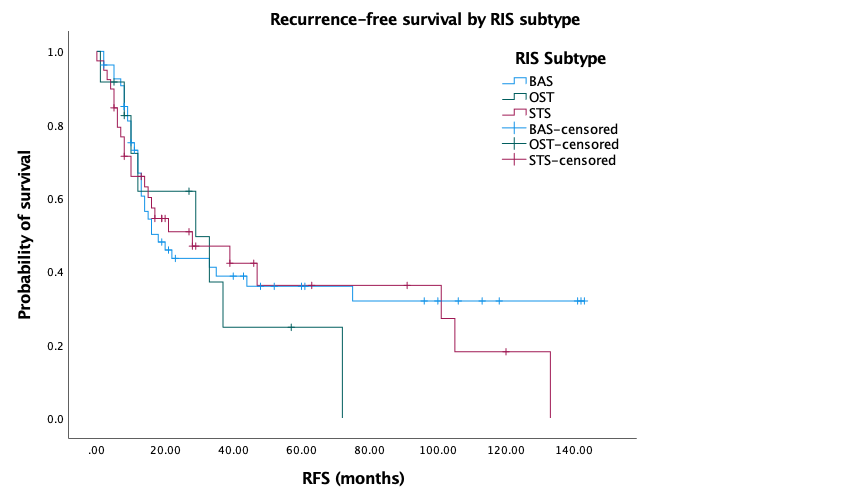 Recurrence-free survival by RIS subtype
RIS Subtype
BAS
OST
STS
BAS-censored
OST-censored
STS-censored
Probability of survival
1.0
0.8
0.6
0.4
0.2
0.0
.00 20.00 40.00 60.00 80.00 100.00 120.00 140.00
RFS (months)